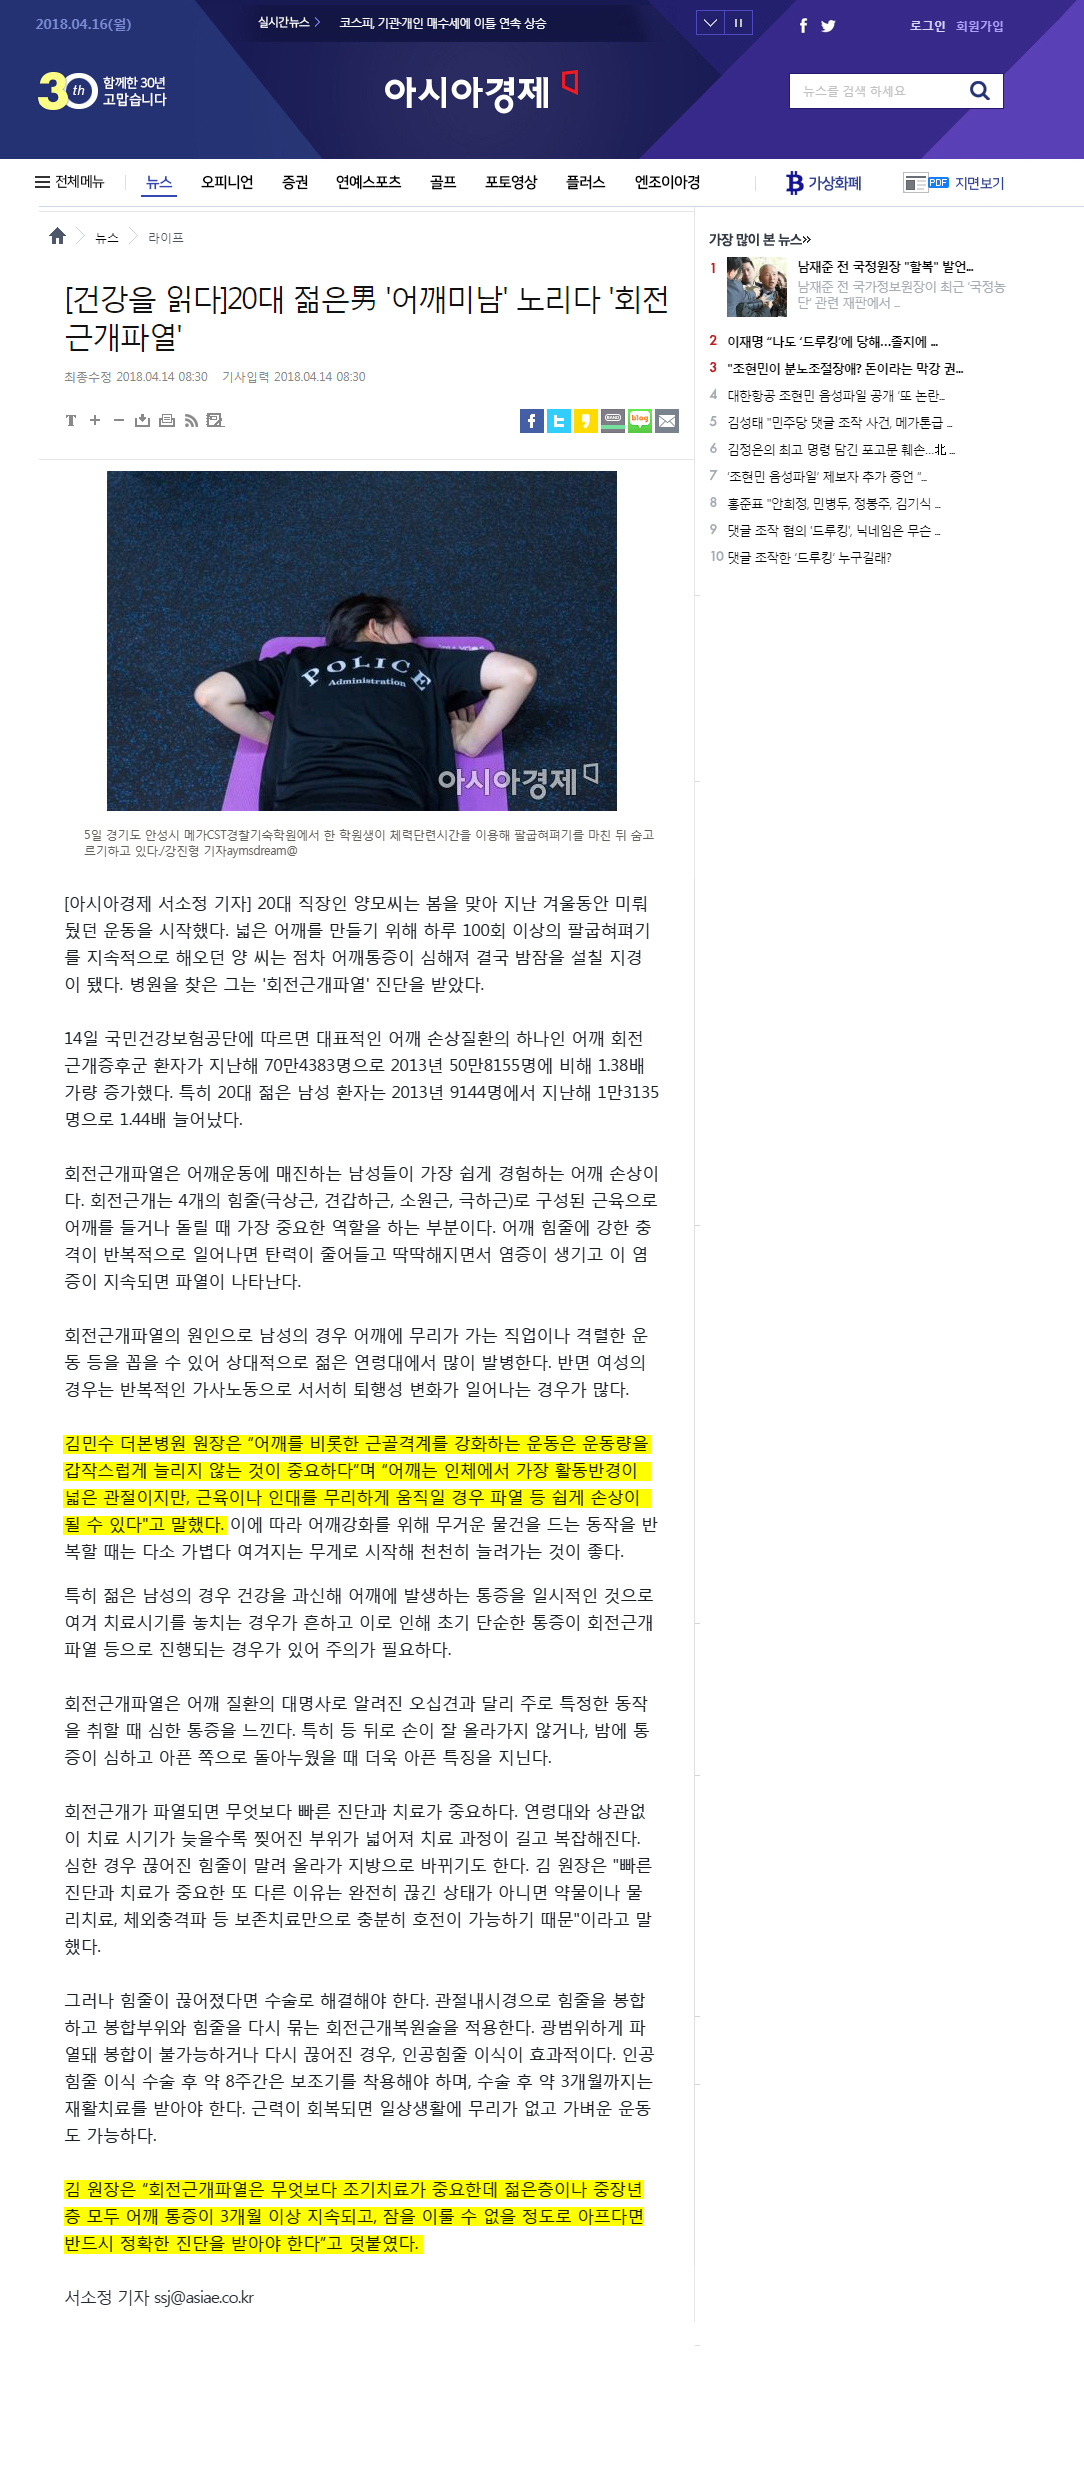 2018.04.16(월)
실시간뉴스 >
코스피, 기관·개인 매수세에 이틀 연속 상승
로그인 회원가입
30th 함께한 30년
고맙습니다
아시아경제
뉴스를 검색 하세요
전체메뉴
뉴스 오피니언 증권 연예스포츠 골프 포토영상 플러스 엔조이아경
가상화폐
PDF 지면보기
뉴스 > 라이프
[건강을 읽다]20대 젊은男 '어깨미남' 노리다 '회전
근개파열'
최종수정 2018.04.14 08:30 기사입력 2018.04.14 08:30
T + −
BAND
blog
POLICE
Administration
아시아경제
5일 경기도 안성시 메가CST경찰기숙학원에서 한 학원생이 체력단련시간을 이용해 팔굽혀펴기를 마친 뒤 숨고
르기하고 있다./강진형 기자aymsdream@
[아시아경제 서소정 기자] 20대 직장인 양모씨는 봄을 맞아 지난 겨울동안 미뤄
뒀던 운동을 시작했다. 넓은 어깨를 만들기 위해 하루 100회 이상의 팔굽혀펴기
를 지속적으로 해오던 양 씨는 점차 어깨통증이 심해져 결국 밤잠을 설칠 지경
이 됐다. 병원을 찾은 그는 '회전근개파열' 진단을 받았다.
14일 국민건강보험공단에 따르면 대표적인 어깨 손상질환의 하나인 어깨 회전
근개증후군 환자가 지난해 70만4383명으로 2013년 50만8155명에 비해 1.38배
가량 증가했다. 특히 20대 젊은 남성 환자는 2013년 9144명에서 지난해 1만3135
명으로 1.44배 늘어났다.
회전근개파열은 어깨운동에 매진하는 남성들이 가장 쉽게 경험하는 어깨 손상이
다. 회전근개는 4개의 힘줄(극상근, 견갑하근, 소원근, 극하근)로 구성된 근육으로
어깨를 들거나 돌릴 때 가장 중요한 역할을 하는 부분이다. 어깨 힘줄에 강한 충
격이 반복적으로 일어나면 탄력이 줄어들고 딱딱해지면서 염증이 생기고 이 염
증이 지속되면 파열이 나타난다.
회전근개파열의 원인으로 남성의 경우 어깨에 무리가 가는 직업이나 격렬한 운
동 등을 꼽을 수 있어 상대적으로 젊은 연령대에서 많이 발병한다. 반면 여성의
경우는 반복적인 가사노동으로 서서히 퇴행성 변화가 일어나는 경우가 많다.
김민수 더본병원 원장은 “어깨를 비롯한 근골격계를 강화하는 운동은 운동량을
갑작스럽게 늘리지 않는 것이 중요하다”며 “어깨는 인체에서 가장 활동반경이
넓은 관절이지만, 근육이나 인대를 무리하게 움직일 경우 파열 등 쉽게 손상이
될 수 있다"고 말했다. 이에 따라 어깨강화를 위해 무거운 물건을 드는 동작을 반
복할 때는 다소 가볍다 여겨지는 무게로 시작해 천천히 늘려가는 것이 좋다.
특히 젊은 남성의 경우 건강을 과신해 어깨에 발생하는 통증을 일시적인 것으로
여겨 치료시기를 놓치는 경우가 흔하고 이로 인해 초기 단순한 통증이 회전근개
파열 등으로 진행되는 경우가 있어 주의가 필요하다.
회전근개파열은 어깨 질환의 대명사로 알려진 오십견과 달리 주로 특정한 동작
을 취할 때 심한 통증을 느낀다. 특히 등 뒤로 손이 잘 올라가지 않거나, 밤에 통
증이 심하고 아픈 쪽으로 돌아누웠을 때 더욱 아픈 특징을 지닌다.
회전근개가 파열되면 무엇보다 빠른 진단과 치료가 중요하다. 연령대와 상관없
이 치료 시기가 늦을수록 찢어진 부위가 넓어져 치료 과정이 길고 복잡해진다.
심한 경우 끊어진 힘줄이 말려 올라가 지방으로 바뀌기도 한다. 김 원장은 "빠른
진단과 치료가 중요한 또 다른 이유는 완전히 끊긴 상태가 아니면 약물이나 물
리치료, 체외충격파 등 보존치료만으로 충분히 호전이 가능하기 때문"이라고 말
했다.
그러나 힘줄이 끊어졌다면 수술로 해결해야 한다. 관절내시경으로 힘줄을 봉합
하고 봉합부위와 힘줄을 다시 묶는 회전근개복원술을 적용한다. 광범위하게 파
열돼 봉합이 불가능하거나 다시 끊어진 경우, 인공힘줄 이식이 효과적이다. 인공
힘줄 이식 수술 후 약 8주간은 보조기를 착용해야 하며, 수술 후 약 3개월까지는
재활치료를 받아야 한다. 근력이 회복되면 일상생활에 무리가 없고 가벼운 운동
도 가능하다.
김 원장은 “회전근개파열은 무엇보다 조기치료가 중요한데 젊은층이나 중장년
층 모두 어깨 통증이 3개월 이상 지속되고, 잠을 이룰 수 없을 정도로 아프다면
반드시 정확한 진단을 받아야 한다”고 덧붙였다.
서소정 기자 ssj@asiae.co.kr
가장 많이 본 뉴스»
1 남재준 전 국정원장 "할복" 발언...
남재준 전 국가정보원장이 최근 '국정농
단' 관련 재판에서 ...
2 이재명 “나도 ‘드루킹’에 당해…졸지에 ...
3 "조현민이 분노조절장애? 돈이라는 막강 권...
4 대한항공 조현민 음성파일 공개 ‘또 논란...
5 김성태 "민주당 댓글 조작 사건, 메가톤급 ...
6 김정은의 최고 명령 담긴 포고문 훼손…北 ...
7 ‘조현민 음성파일’ 제보자 추가 증언 “...
8 홍준표 "안희정, 민병두, 정봉주, 김기식 ...
9 댓글 조작 혐의 '드루킹', 닉네임은 무슨 ...
10 댓글 조작한 ‘드루킹’ 누구길래?